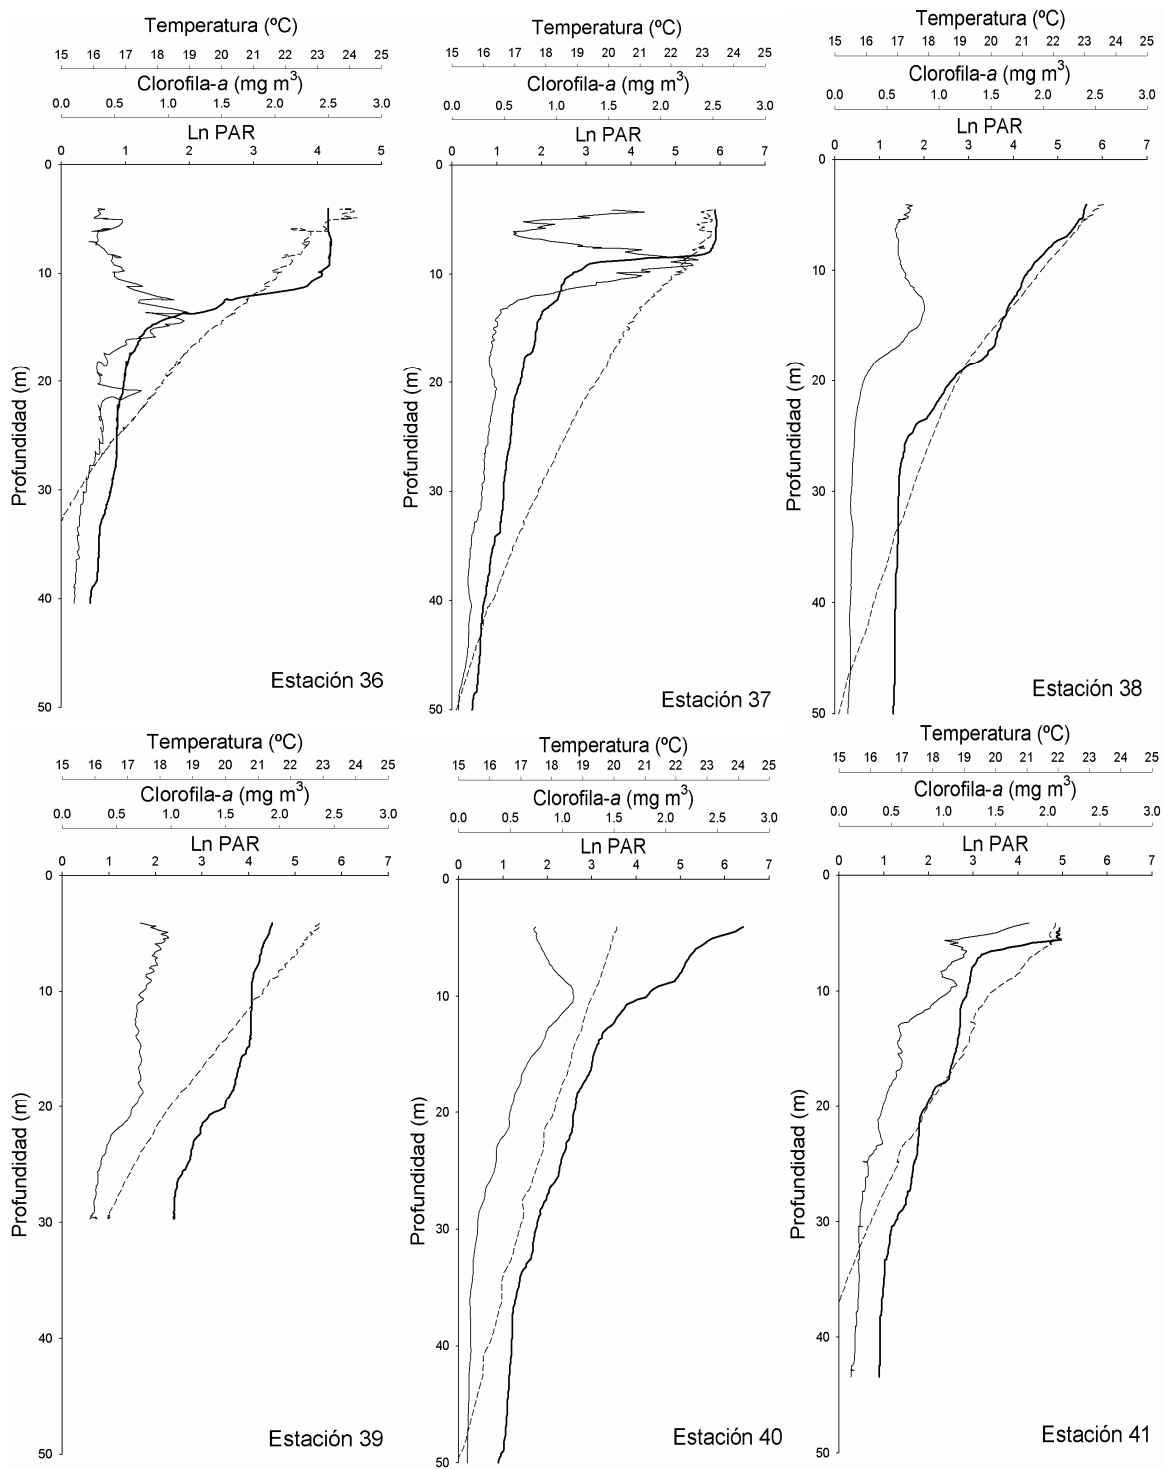 Temperatura (ºC)
15 16 17 18 19 20 21 22 23 24 25
Clorofila-a (mg m³)
0.0 0.5 1.0 1.5 2.0 2.5 3.0
Ln PAR
0 1 2 3 4 5
0
10
20
30
40
50
Profundidad (m)
Estación 36
Temperatura (ºC)
15 16 17 18 19 20 21 22 23 24 25
Clorofila-a (mg m³)
0.0 0.5 1.0 1.5 2.0 2.5 3.0
Ln PAR
0 1 2 3 4 5 6 7
0
10
20
30
40
50
Profundidad (m)
Estación 37
Temperatura (ºC)
15 16 17 18 19 20 21 22 23 24 25
Clorofila-a (mg m³)
0.0 0.5 1.0 1.5 2.0 2.5 3.0
Ln PAR
0 1 2 3 4 5 6 7
0
10
20
30
40
50
Profundidad (m)
Estación 38
Temperatura (ºC)
15 16 17 18 19 20 21 22 23 24 25
Clorofila-a (mg m³)
0.0 0.5 1.0 1.5 2.0 2.5 3.0
Ln PAR
0 1 2 3 4 5 6 7
0
10
20
30
40
50
Profundidad (m)
Estación 39
Temperatura (ºC)
15 16 17 18 19 20 21 22 23 24 25
Clorofila-a (mg m³)
0.0 0.5 1.0 1.5 2.0 2.5 3.0
Ln PAR
0 1 2 3 4 5 6 7
0
10
20
30
40
50
Profundidad (m)
Estación 40
Temperatura (ºC)
15 16 17 18 19 20 21 22 23 24 25
Clorofila-a (mg m³)
0.0 0.5 1.0 1.5 2.0 2.5 3.0
Ln PAR
0 1 2 3 4 5 6 7
0
10
20
30
40
50
Profundidad (m)
Estación 41